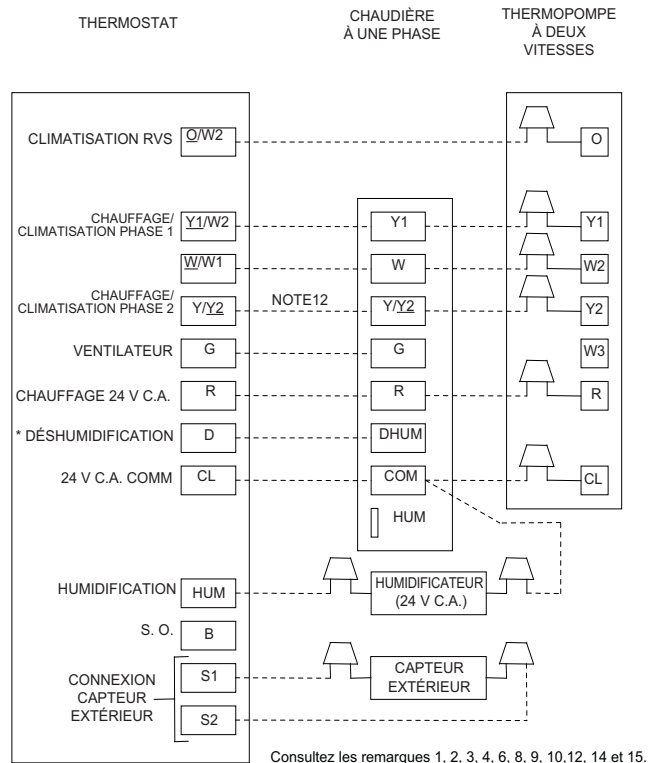 THERMOSTAT
CHAUDIÈRE
À UNE PHASE
THERMOPOMPE
À DEUX
VITESSES
CLIMATISATION RVS O/W2 O
CHAUFFAGE/
CLIMATISATION PHASE 1 Y1/W2 Y1 Y1
W/W1 W W2
CHAUFFAGE/
CLIMATISATION PHASE 2 Y/Y2 NOTE12 Y/Y2 Y2
VENTILATEUR G G W3
CHAUFFAGE 24 V C.A. R R R
* DÉSHUMIDIFICATION D DHUM
24 V C.A. COMM CL COM CL
HUM
HUMIDIFICATION HUM HUMIDIFICATEUR
(24 V C.A.)
S. O. B
CONNEXION
CAPTEUR
EXTÉRIEUR
S1 CAPTEUR
EXTÉRIEUR
S2
Consultez les remarques 1, 2, 3, 4, 6, 8, 9, 10,12, 14 et 15.